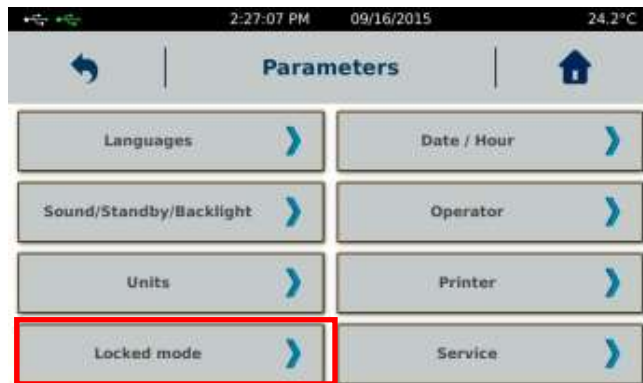 2:27:07 PM 09/16/2015 24.2°C
Parameters
Languages Date / Hour
Sound/Standby/Backlight Operator
Units Printer
Locked mode Service